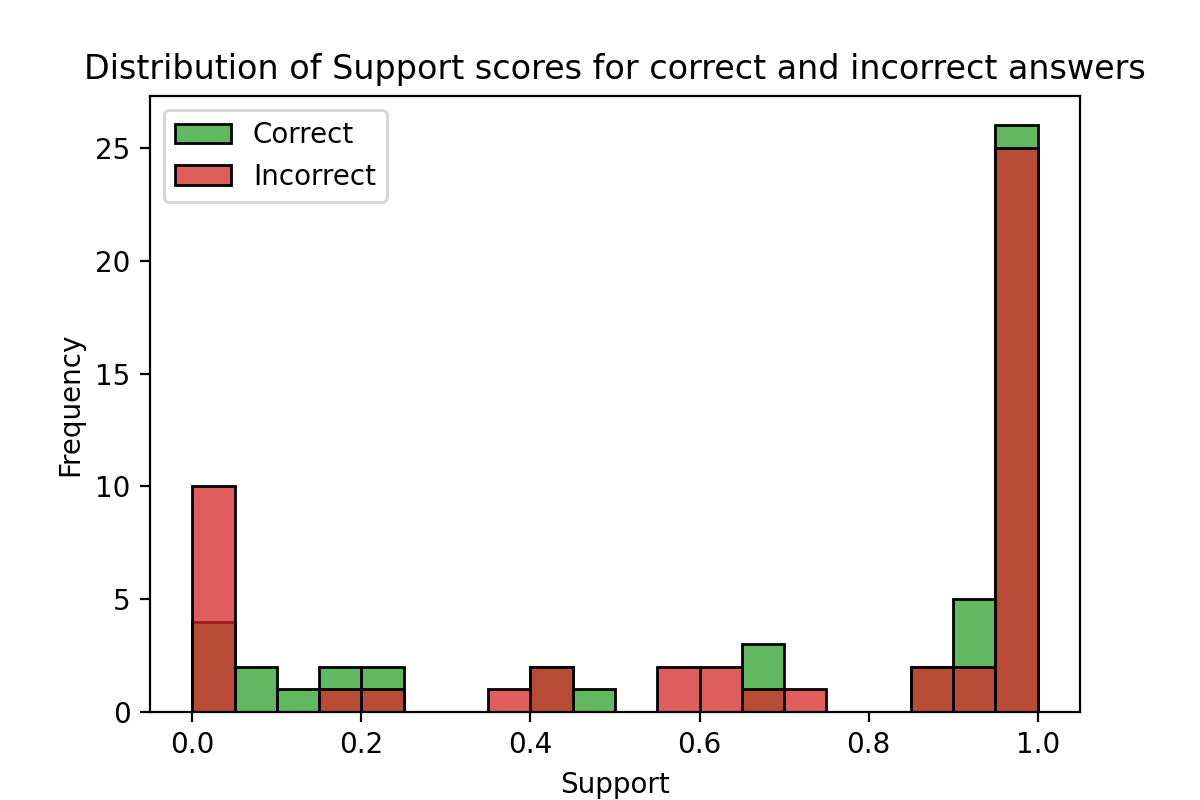 Distribution of Support scores for correct and incorrect answers
Correct
Incorrect
25
20
15
10
5
0
Frequency
0.0 0.2 0.4 0.6 0.8 1.0
Support